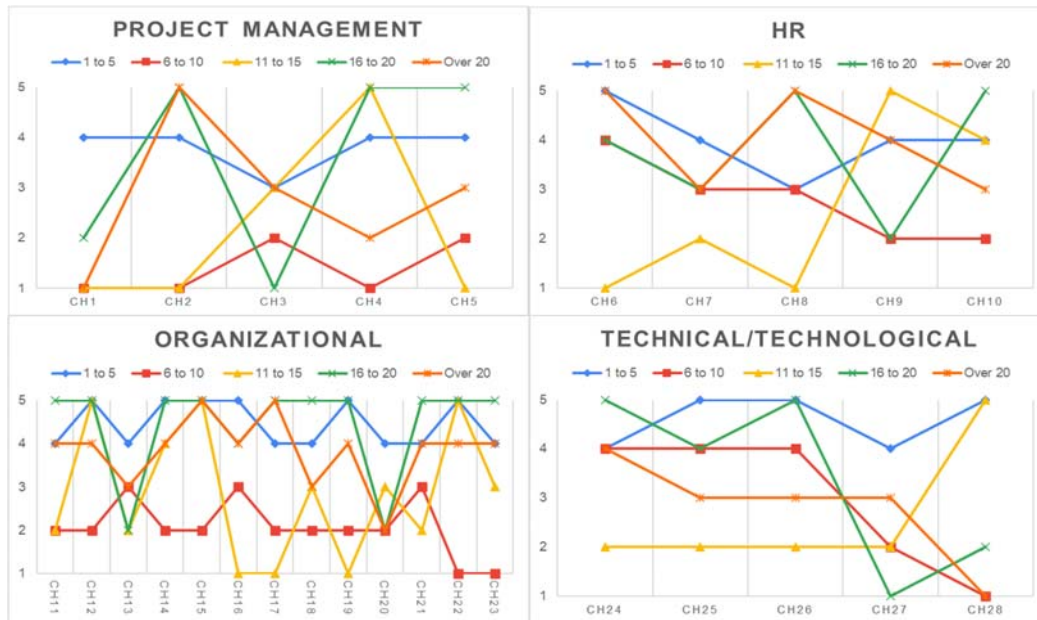 PROJECT MANAGEMENT
1 to 5 6 to 10 11 to 15 16 to 20 Over 20
5
4
3
2
1
CH1 CH2 CH3 CH4 CH5
HR
1 to 5 6 to 10 11 to 15 16 to 20 Over 20
5
4
3
2
1
CH6 CH7 CH8 CH9 CH10
ORGANIZATIONAL
1 to 5 6 to 10 11 to 15 16 to 20 Over 20
5
4
3
2
1
CH11 CH12 CH13 CH14 CH15 CH16 CH17 CH18 CH19 CH20 CH21 CH22 CH23
TECHNICAL/TECHNOLOGICAL
1 to 5 6 to 10 11 to 15 16 to 20 Over 20
5
4
3
2
1
CH24 CH25 CH26 CH27 CH28